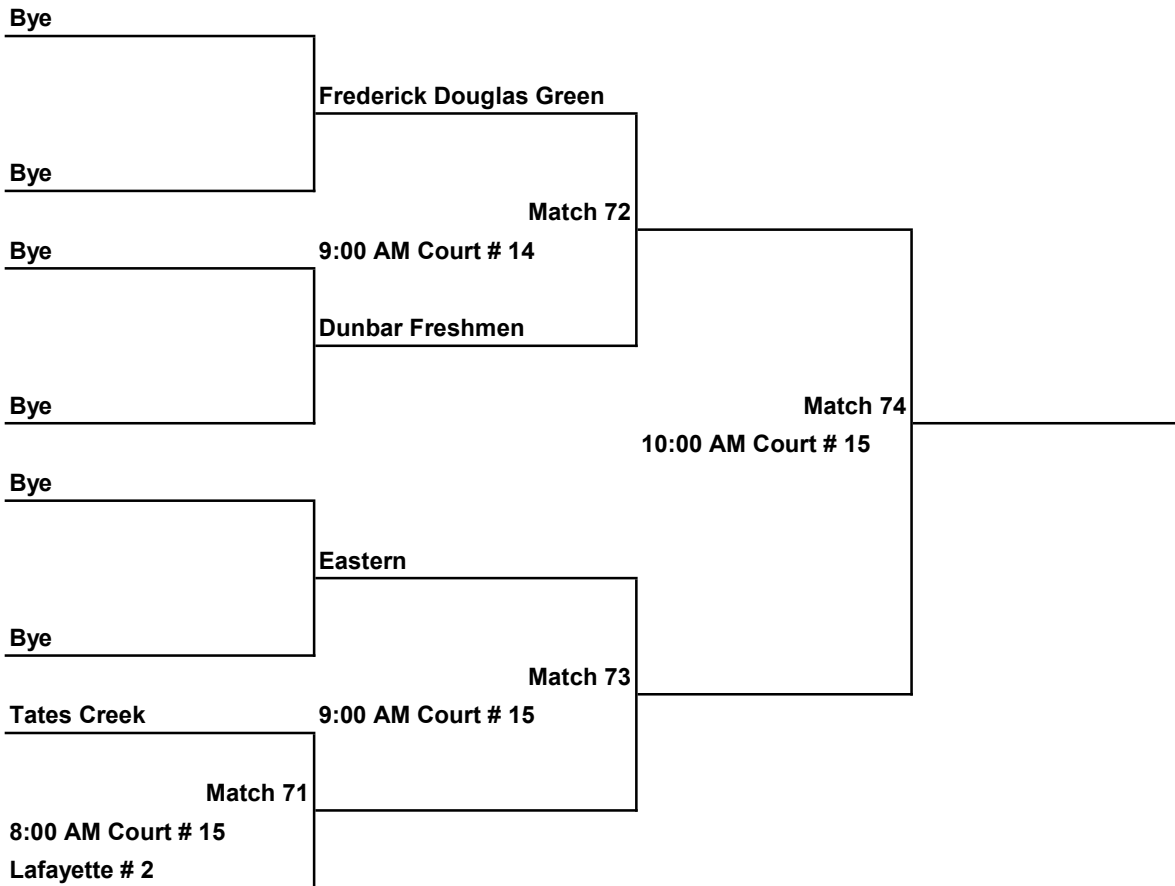 Bye
Frederick Douglas Green
Bye
Match 72
Bye
9:00 AM Court # 14
Dunbar Freshmen
Bye
Match 74
10:00 AM Court # 15
Bye
Eastern
Bye
Match 73
Tates Creek
9:00 AM Court # 15
Match 71
8:00 AM Court # 15
Lafayette # 2